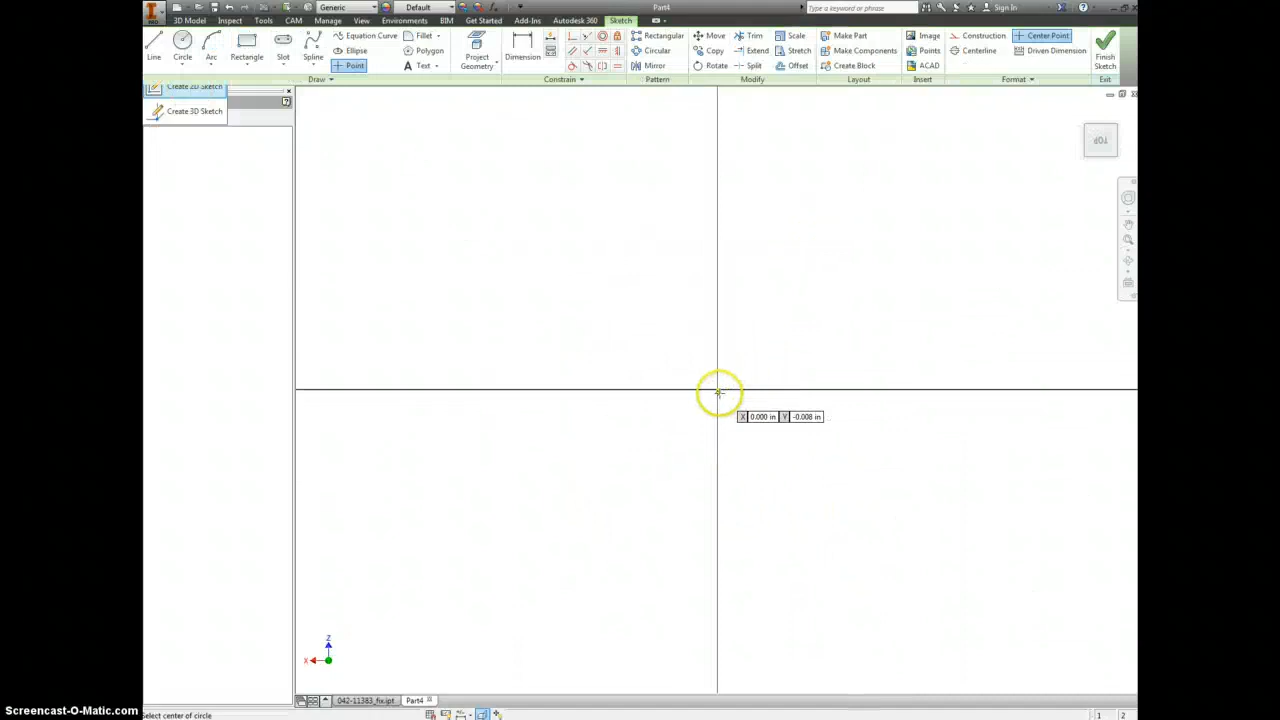 Generic Default Part4 Type a keyword or phrase Sign In
3D Model Inspect Tools CAM Manage View Environments BIM Get Started Add-Ins Autodesk 360 Sketch
Line Circle Arc Rectangle Slot Spline Equation Curve Fillet Project Geometry Dimension Rectangular Move Trim Scale Make Part Image Construction Center Point Finish Sketch
Ellipse Polygon Circular Copy Extend Stretch Make Components Points Centerline Driven Dimension
Point Text Mirror Rotate Split Offset Create Block ACAD
Draw Constrain Pattern Modify Layout Insert Format Exit
Create 2D Sketch
Create 3D Sketch
TOP
X 0.000 in Y -0.008 in
Z
X
042-11383_fix.ipt Part4
Select center of circle 1 2
Screencast-O-Matic.com